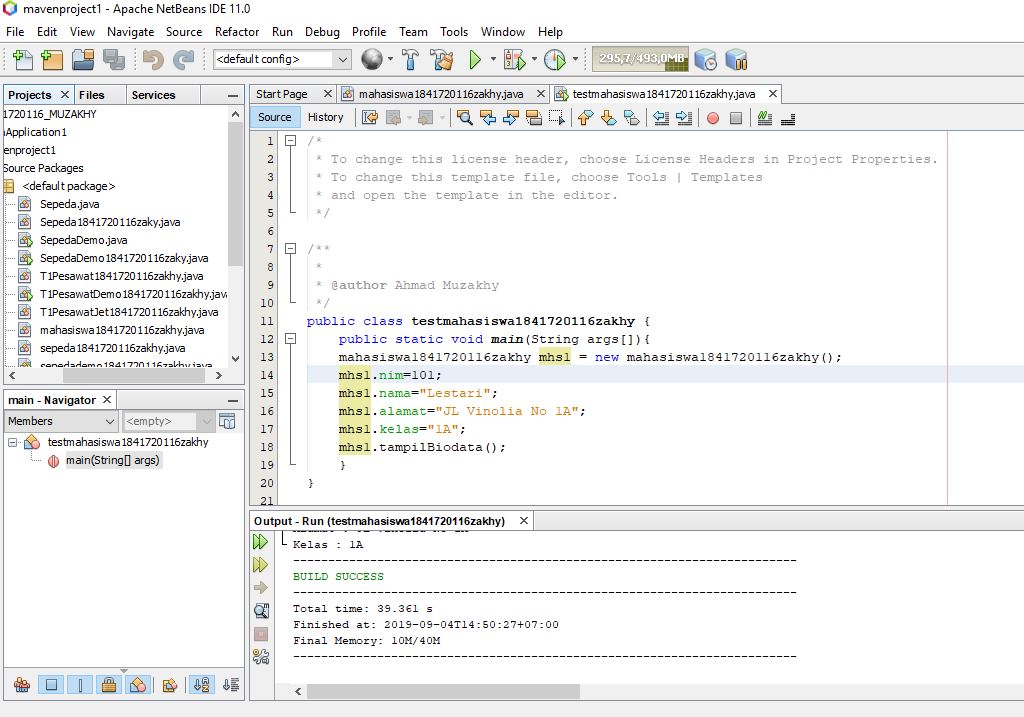 mavenproject1 - Apache NetBeans IDE 11.0
File Edit View Navigate Source Refactor Run Debug Profile Team Tools Window Help
<default config>
295,7/493,0MB
Projects Files Services
1720116_MUZAKHY
Application1
enproject1
Source Packages
<default package>
Sepeda.java
Sepeda1841720116zaky.java
SepedaDemo.java
SepedaDemo1841720116zaky.java
T1Pesawat1841720116zakhy.java
T1PesawatDemo1841720116zakhy.jav
T1PesawatJet1841720116zakhy.java
mahasiswa1841720116zakhy.java
sepeda1841720116zakhy.java
sepedademo1841720116zakhy.java
main - Navigator
Members <empty>
testmahasiswa1841720116zakhy
main(String[] args)
Start Page mahasiswa1841720116zakhy.java testmahasiswa1841720116zakhy.java
Source History
1 /*
2 * To change this license header, choose License Headers in Project Properties.
3 * To change this template file, choose Tools | Templates
4 * and open the template in the editor.
5 */
6
7 /**
8 *
9 * @author Ahmad Muzakhy
10 */
11 public class testmahasiswa1841720116zakhy {
12 public static void main(String args[]){
13 mahasiswa1841720116zakhy mhs1 = new mahasiswa1841720116zakhy();
14 mhs1.nim=101;
15 mhs1.nama="Lestari";
16 mhs1.alamat="JL Vinolia No 1A";
17 mhs1.kelas="1A";
18 mhs1.tampilBiodata();
19 }
20 }
21
Output - Run (testmahasiswa1841720116zakhy)
Kelas : 1A
------------------------------------------------------------------------
BUILD SUCCESS
------------------------------------------------------------------------
Total time: 39.361 s
Finished at: 2019-09-04T14:50:27+07:00
Final Memory: 10M/40M
------------------------------------------------------------------------